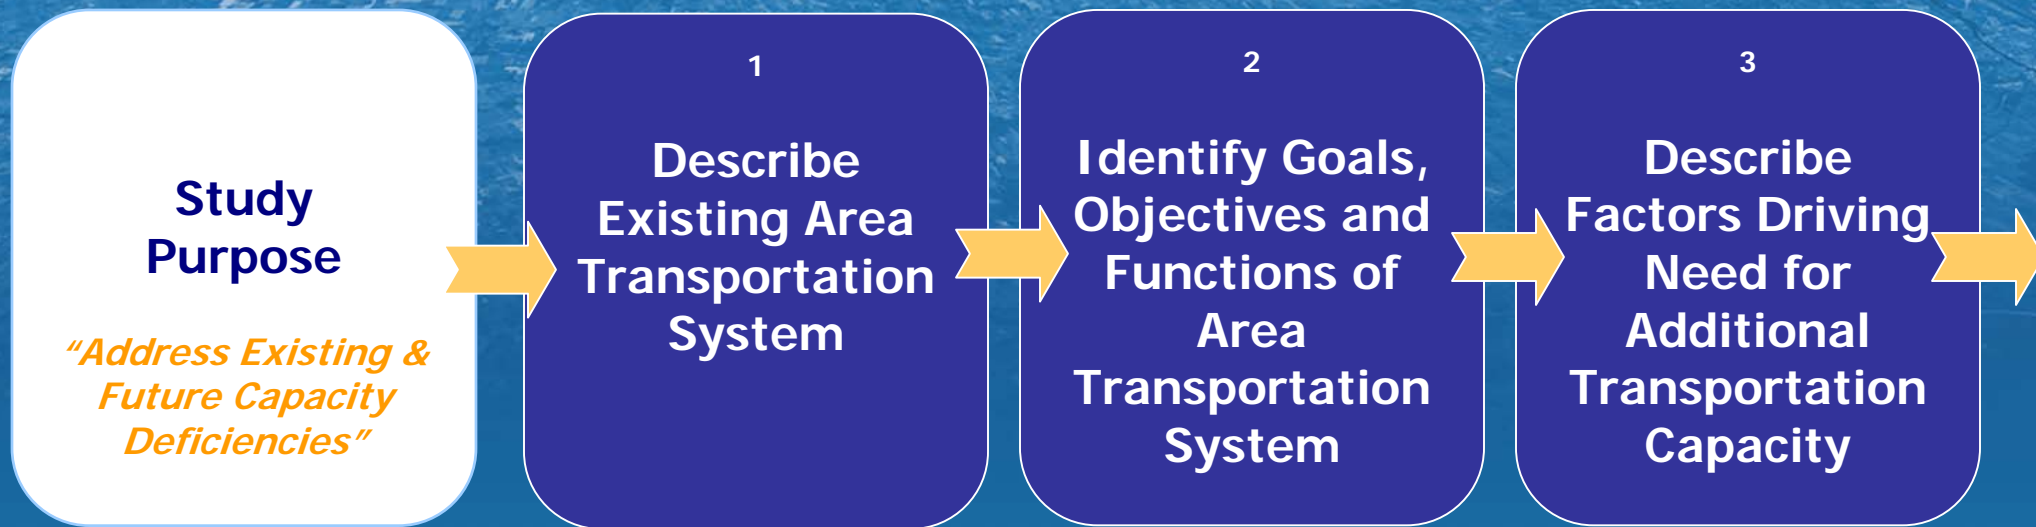 Study
Purpose
“Address Existing &
Future Capacity
Deficiencies”
1
Describe
Existing Area
Transportation
System
2
Identify Goals,
Objectives and
Functions of
Area
Transportation
System
3
Describe
Factors Driving
Need for
Additional
Transportation
Capacity